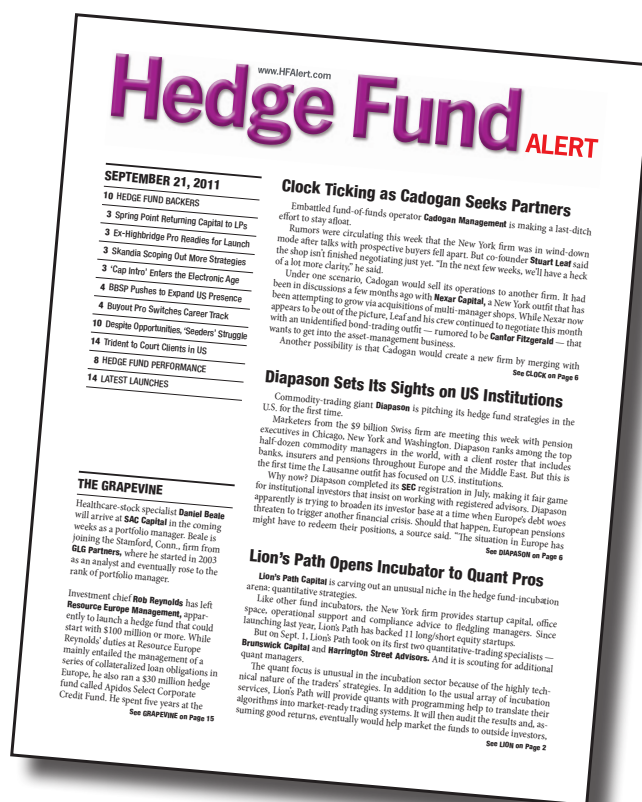 www.HFAlert.com
Hedge Fund ALERT
SEPTEMBER 21, 2011
10 HEDGE FUND BACKERS
3 Spring Point Returning Capital to LPs
3 Ex-Highbridge Pro Readies for Launch
3 Skandia Scoping Out More Strategies
3 'Cap Intro' Enters the Electronic Age
4 BBSP Pushes to Expand US Presence
4 Buyout Pro Switches Career Track
10 Despite Opportunities, 'Seeders' Struggle
14 Trident to Court Clients in US
8 HEDGE FUND PERFORMANCE
14 LATEST LAUNCHES
THE GRAPEVINE
Healthcare-stock specialist Daniel Beale
will arrive at SAC Capital in the coming
weeks as a portfolio manager. Beale is
joining the Stamford, Conn., firm from
GLG Partners, where he started in 2003
as an analyst and eventually rose to the
rank of portfolio manager.
Investment chief Rob Reynolds has left
Resource Europe Management, appar-
ently to launch a hedge fund that could
start with $100 million or more. While
Reynolds' duties at Resource Europe
mainly entailed the management of a
series of collateralized loan obligations in
Europe, he also ran a $30 million hedge
fund called Apidos Select Corporate
Credit Fund. He spent five years at the
See GRAPEVINE on Page 15
Clock Ticking as Cadogan Seeks Partners
Embattled fund-of-funds operator Cadogan Management is making a last-ditch
effort to stay afloat.
Rumors were circulating this week that the New York firm was in wind-down
mode after talks with prospective buyers fell apart. But co-founder Stuart Leaf said
the shop isn't finished negotiating just yet. "In the next few weeks, we'll have a heck
of a lot more clarity," he said.
Under one scenario, Cadogan would sell its operations to another firm. It had
been in discussions a few months ago with Nexar Capital, a New York outfit that has
been attempting to grow via acquisitions of multi-manager shops. While Nexar now
appears to be out of the picture, Leaf and his crew continued to negotiate this month
with an unidentified bond-trading outfit — rumored to be Cantor Fitzgerald — that
wants to get into the asset-management business.
Another possibility is that Cadogan would create a new firm by merging with
See CLOCK on Page 6
Diapason Sets Its Sights on US Institutions
Commodity-trading giant Diapason is pitching its hedge fund strategies in the
U.S. for the first time.
Marketers from the $9 billion Swiss firm are meeting this week with pension
executives in Chicago, New York and Washington. Diapason ranks among the top
half-dozen commodity managers in the world, with a client roster that includes
banks, insurers and pensions throughout Europe and the Middle East. But this is
the first time the Lausanne outfit has focused on U.S. institutions.
Why now? Diapason completed its SEC registration in July, making it fair game
for institutional investors that insist on working with registered advisors. Diapason
apparently is trying to broaden its investor base at a time when Europe's debt woes
threaten to trigger another financial crisis. Should that happen, European pensions
might have to redeem their positions, a source said. "The situation in Europe has
See DIAPASON on Page 6
Lion's Path Opens Incubator to Quant Pros
Lion's Path Capital is carving out an unusual niche in the hedge fund-incubation
arena: quantitative strategies.
Like other fund incubators, the New York firm provides startup capital, office
space, operational support and compliance advice to fledgling managers. Since
launching last year, Lion's Path has backed 11 long/short equity startups.
But on Sept. 1, Lion's Path took on its first two quantitative-trading specialists —
Brunswick Capital and Harrington Street Advisors. And it is scouting for additional
quant managers.
The quant focus is unusual in the incubation sector because of the highly tech-
nical nature of the traders' strategies. In addition to the usual array of incubation
services, Lion's Path will provide quants with programming help to translate their
algorithms into market-ready trading systems. It will then audit the results and, as-
suming good returns, eventually would help market the funds to outside investors,
See LION on Page 2